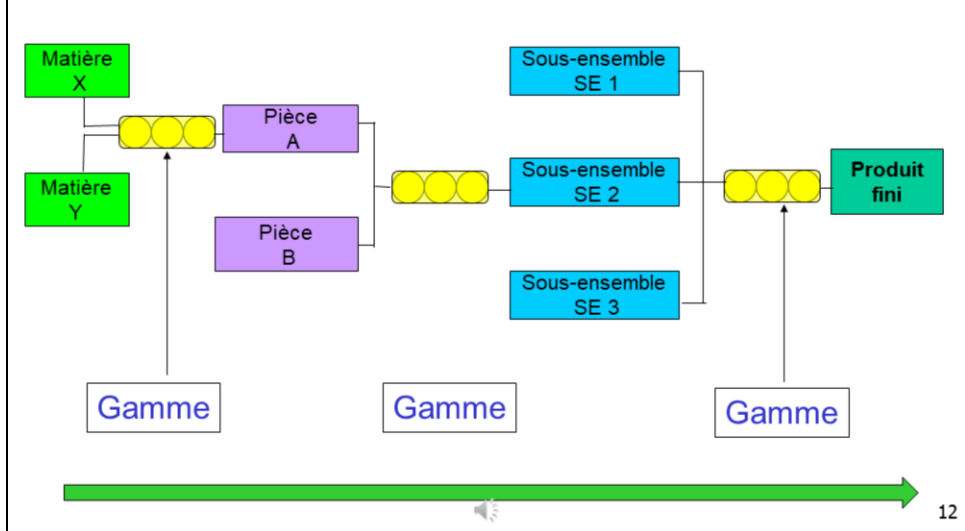 Matière
X
Matière
Y
Pièce
A
Pièce
B
Sous-ensemble
SE 1
Sous-ensemble
SE 2
Sous-ensemble
SE 3
Produit
fini
Gamme
Gamme
Gamme
12